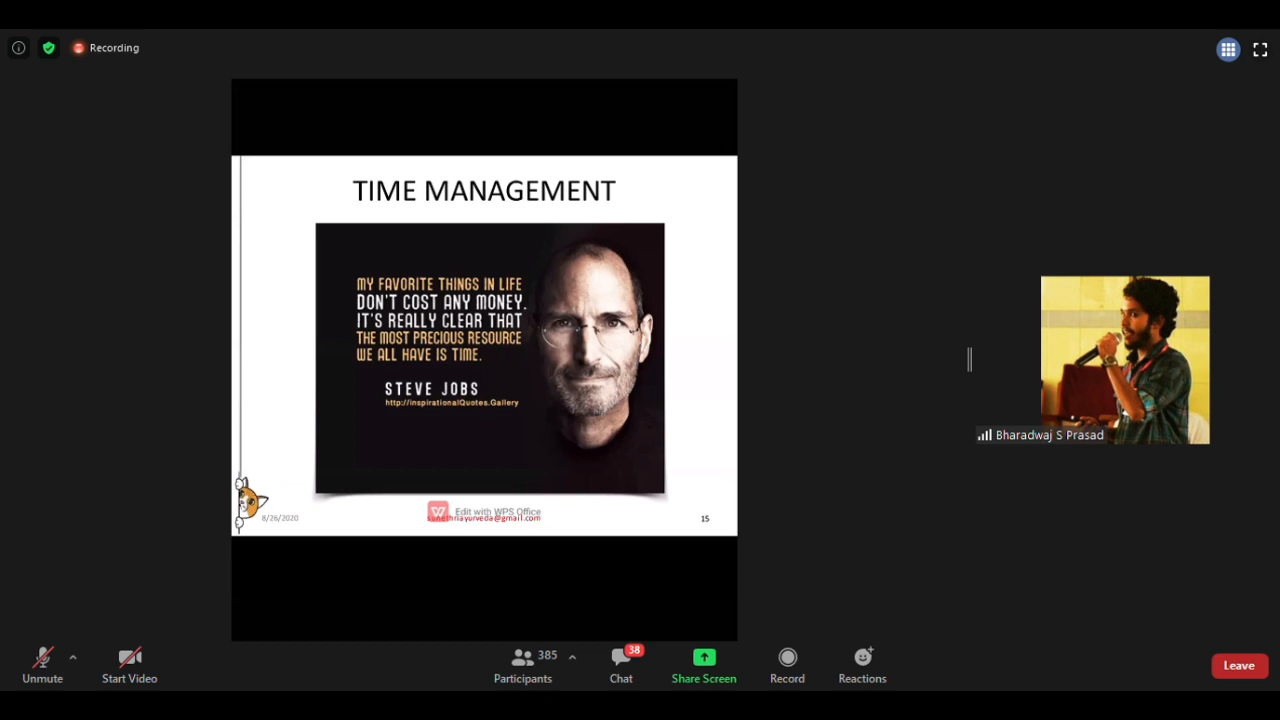 Recording
TIME MANAGEMENT
MY FAVORITE THINGS IN LIFE
DON'T COST ANY MONEY.
IT'S REALLY CLEAR THAT
THE MOST PRECIOUS RESOURCE
WE ALL HAVE IS TIME.
STEVE JOBS
http://inspirationalQuotes.Gallery
Bharadwaj S Prasad
Edit with WPS Office
8/26/2020
15
385
38
Unmute
Start Video
Participants
Chat
Share Screen
Record
Reactions
Leave